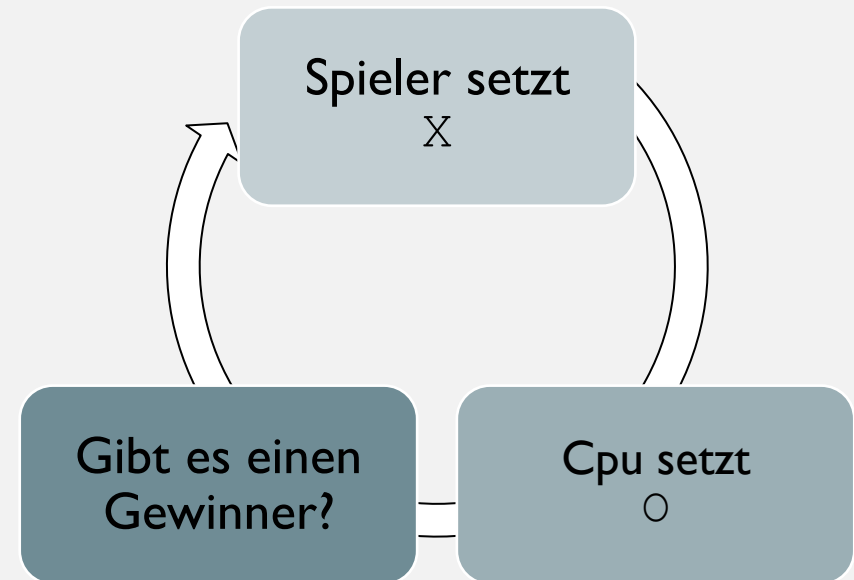 Spieler setzt
X
Gibt es einen
Gewinner?
Cpu setzt
O